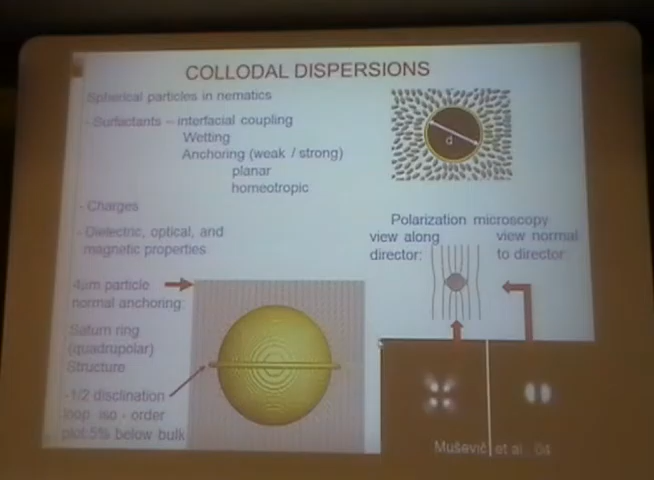 COLLODAL DISPERSIONS
Spherical particles in nematics
- Surfactants – interfacial coupling
Wetting
Anchoring (weak / strong)
planar
homeotropic
- Charges
- Dielectric, optical, and
magnetic properties
d
Polarization microscopy
view along
director:
view normal
to director:
4µm particle
normal anchoring:
Saturn ring
(quadrupolar)
Structure
-1/2 disclination
loop: iso - order
plot:5% below bulk
Muševič et al., 04